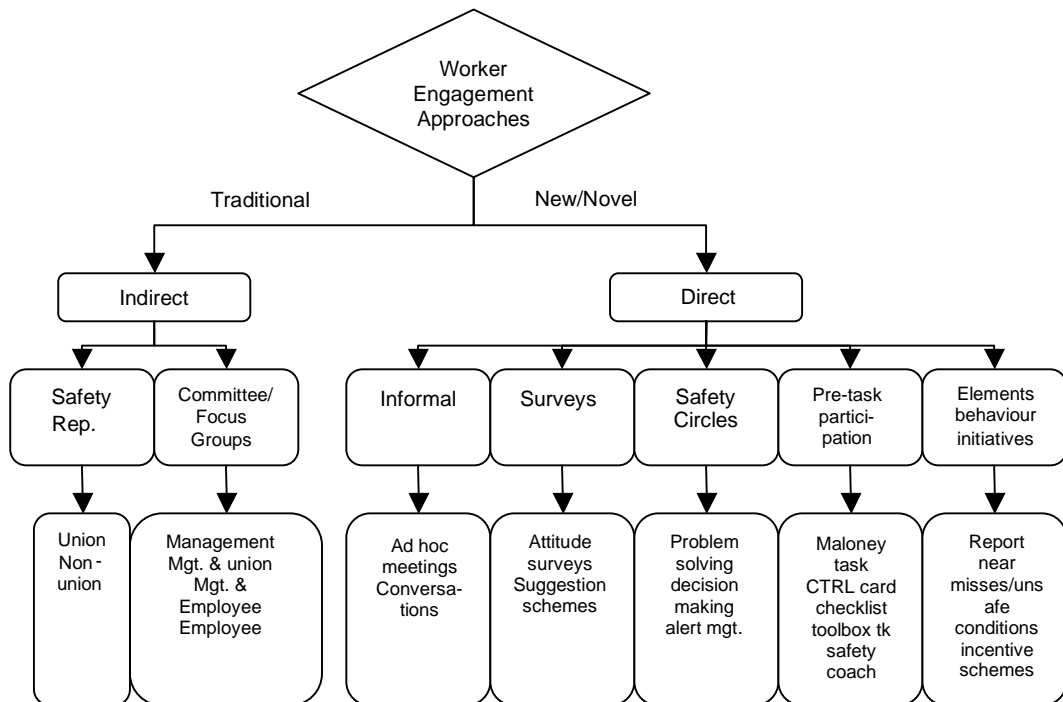 Worker
Engagement
Approaches
Traditional
New/Novel
Indirect
Direct
Safety
Rep.
Committee/
Focus
Groups
Informal
Surveys
Safety
Circles
Pre-task
partici-
pation
Elements
behaviour
initiatives
Union
Non-
union
Management
Mgt. & union
Mgt. &
Employee
Employee
Ad hoc
meetings
Conversa-
tions
Attitude
surveys
Suggestion
schemes
Problem
solving
decision
making
alert mgt.
Maloney
task
CTRL card
checklist
toolbox tk
safety
coach
Report
near
misses/uns
afe
conditions
incentive
schemes